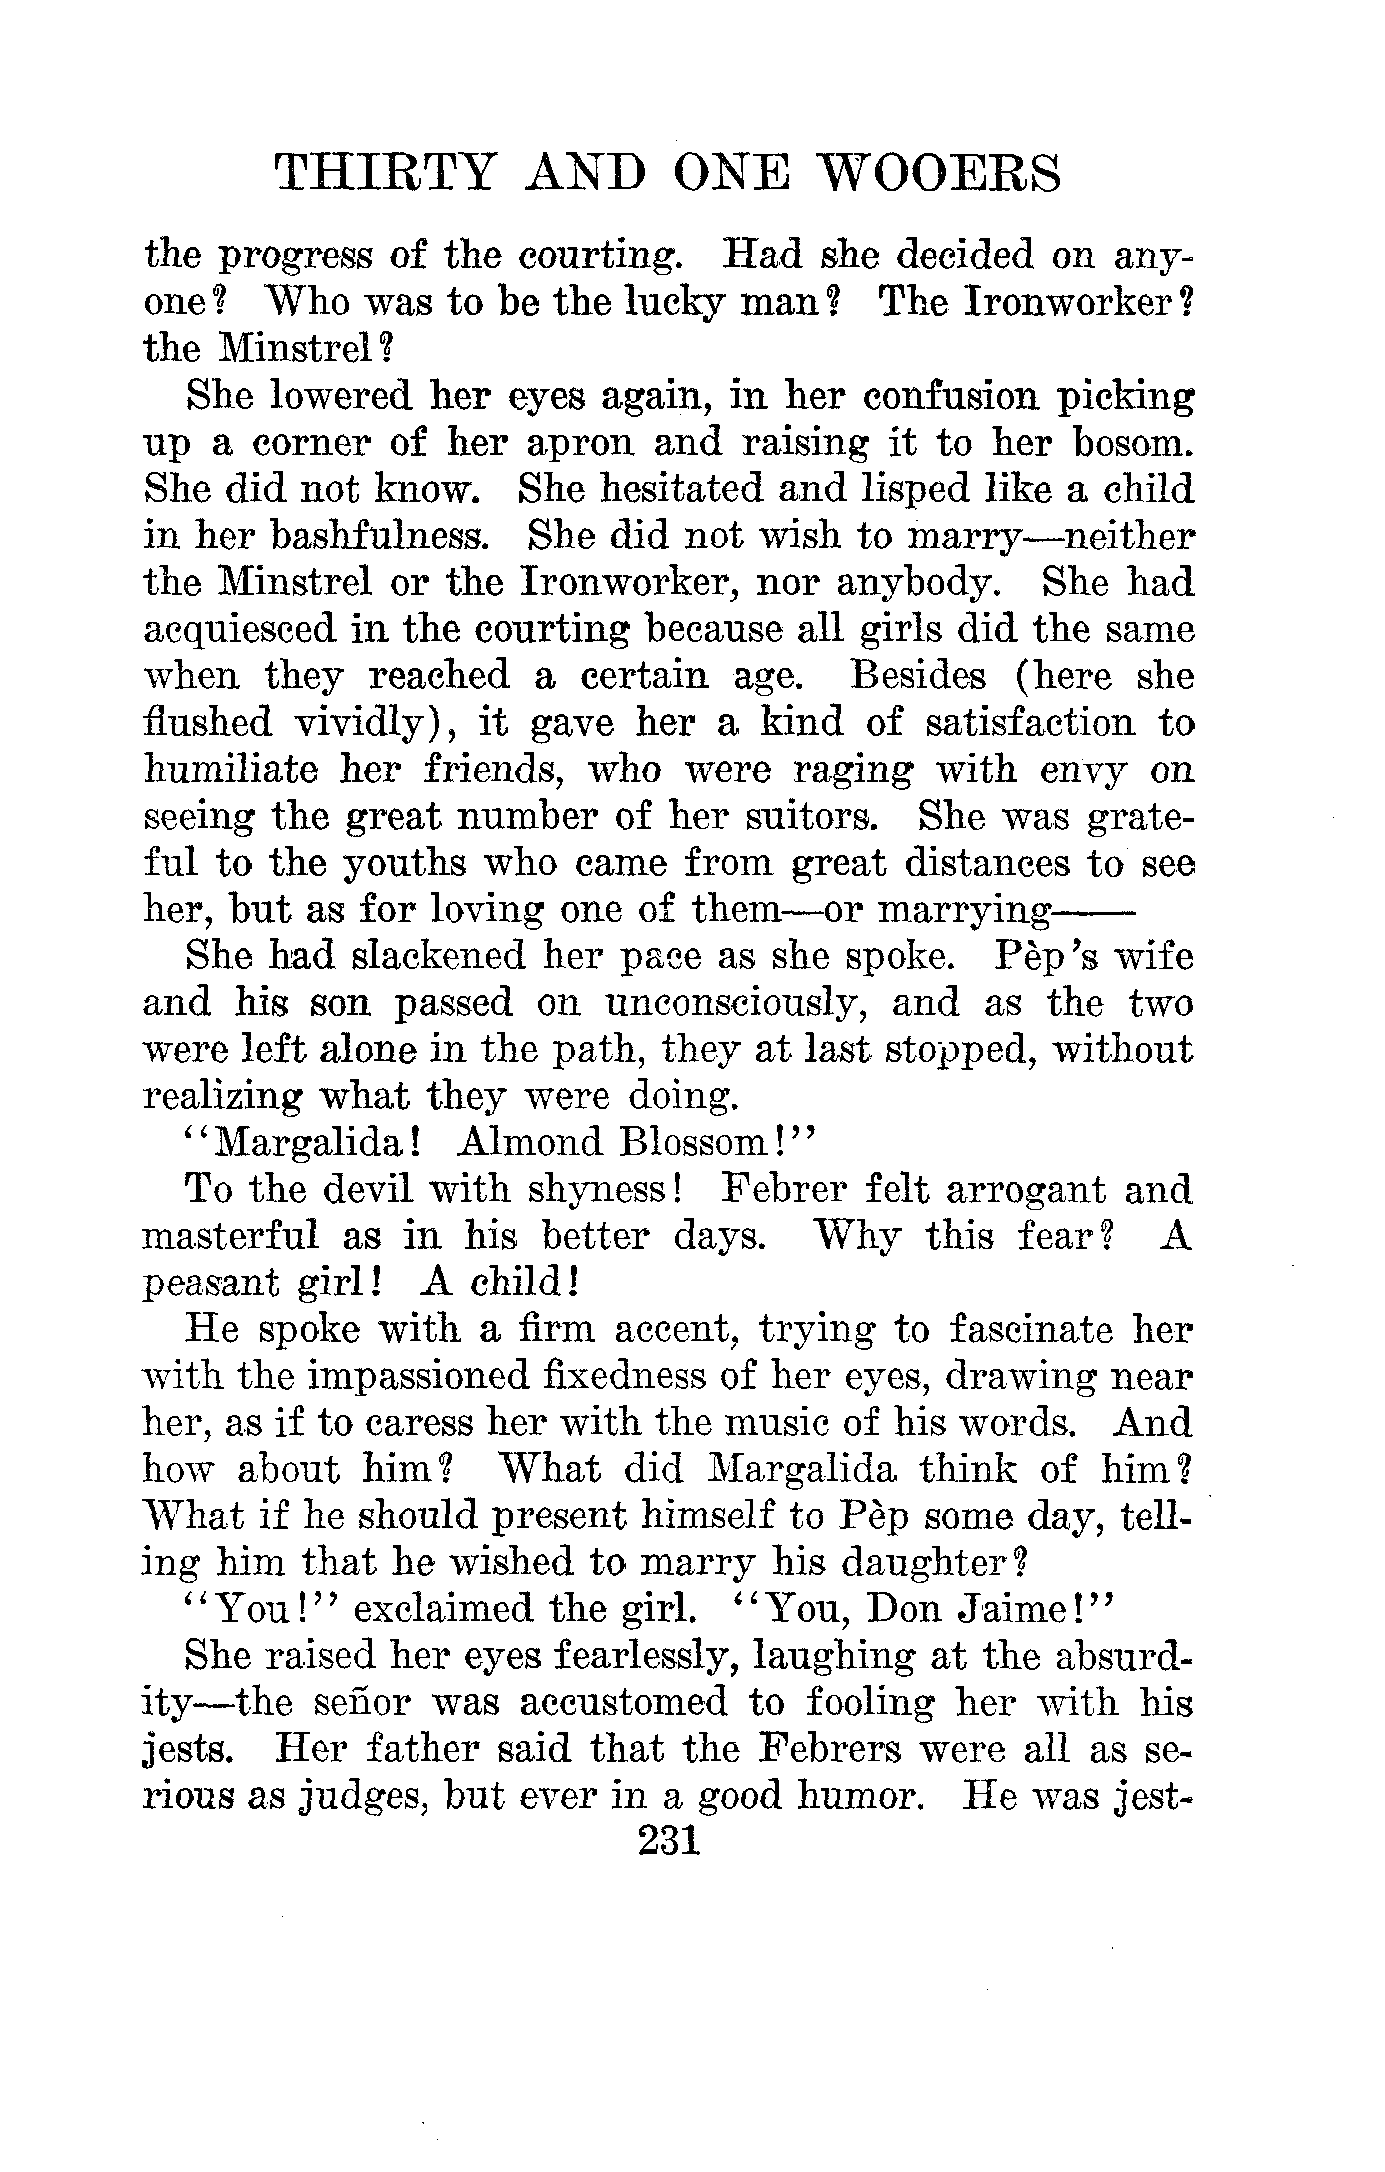 THIRTY AND ONE WOOERS
the progress of the courting. Had she decided on any-
one? Who was to be the lucky man? The Ironworker?
the Minstrel?
She lowered her eyes again, in her confusion picking
up a corner of her apron and raising it to her bosom.
She did not know. She hesitated and lisped like a child
in her bashfulness. She did not wish to marry—neither
the Minstrel or the Ironworker, nor anybody. She had
acquiesced in the courting because all girls did the same
when they reached a certain age. Besides (here she
flushed vividly), it gave her a kind of satisfaction to
humiliate her friends, who were raging with envy on
seeing the great number of her suitors. She was grate-
ful to the youths who came from great distances to see
her, but as for loving one of them—or marrying——
She had slackened her pace as she spoke. Pèp's wife
and his son passed on unconsciously, and as the two
were left alone in the path, they at last stopped, without
realizing what they were doing.
"Margalida! Almond Blossom!"
To the devil with shyness! Febrer felt arrogant and
masterful as in his better days. Why this fear? A
peasant girl! A child!
He spoke with a firm accent, trying to fascinate her
with the impassioned fixedness of her eyes, drawing near
her, as if to caress her with the music of his words. And
how about him? What did Margalida think of him?
What if he should present himself to Pèp some day, tell-
ing him that he wished to marry his daughter?
"You!" exclaimed the girl. "You, Don Jaime!"
She raised her eyes fearlessly, laughing at the absurd-
ity—the señor was accustomed to fooling her with his
jests. Her father said that the Febrers were all as se-
rious as judges, but ever in a good humor. He was jest-
231